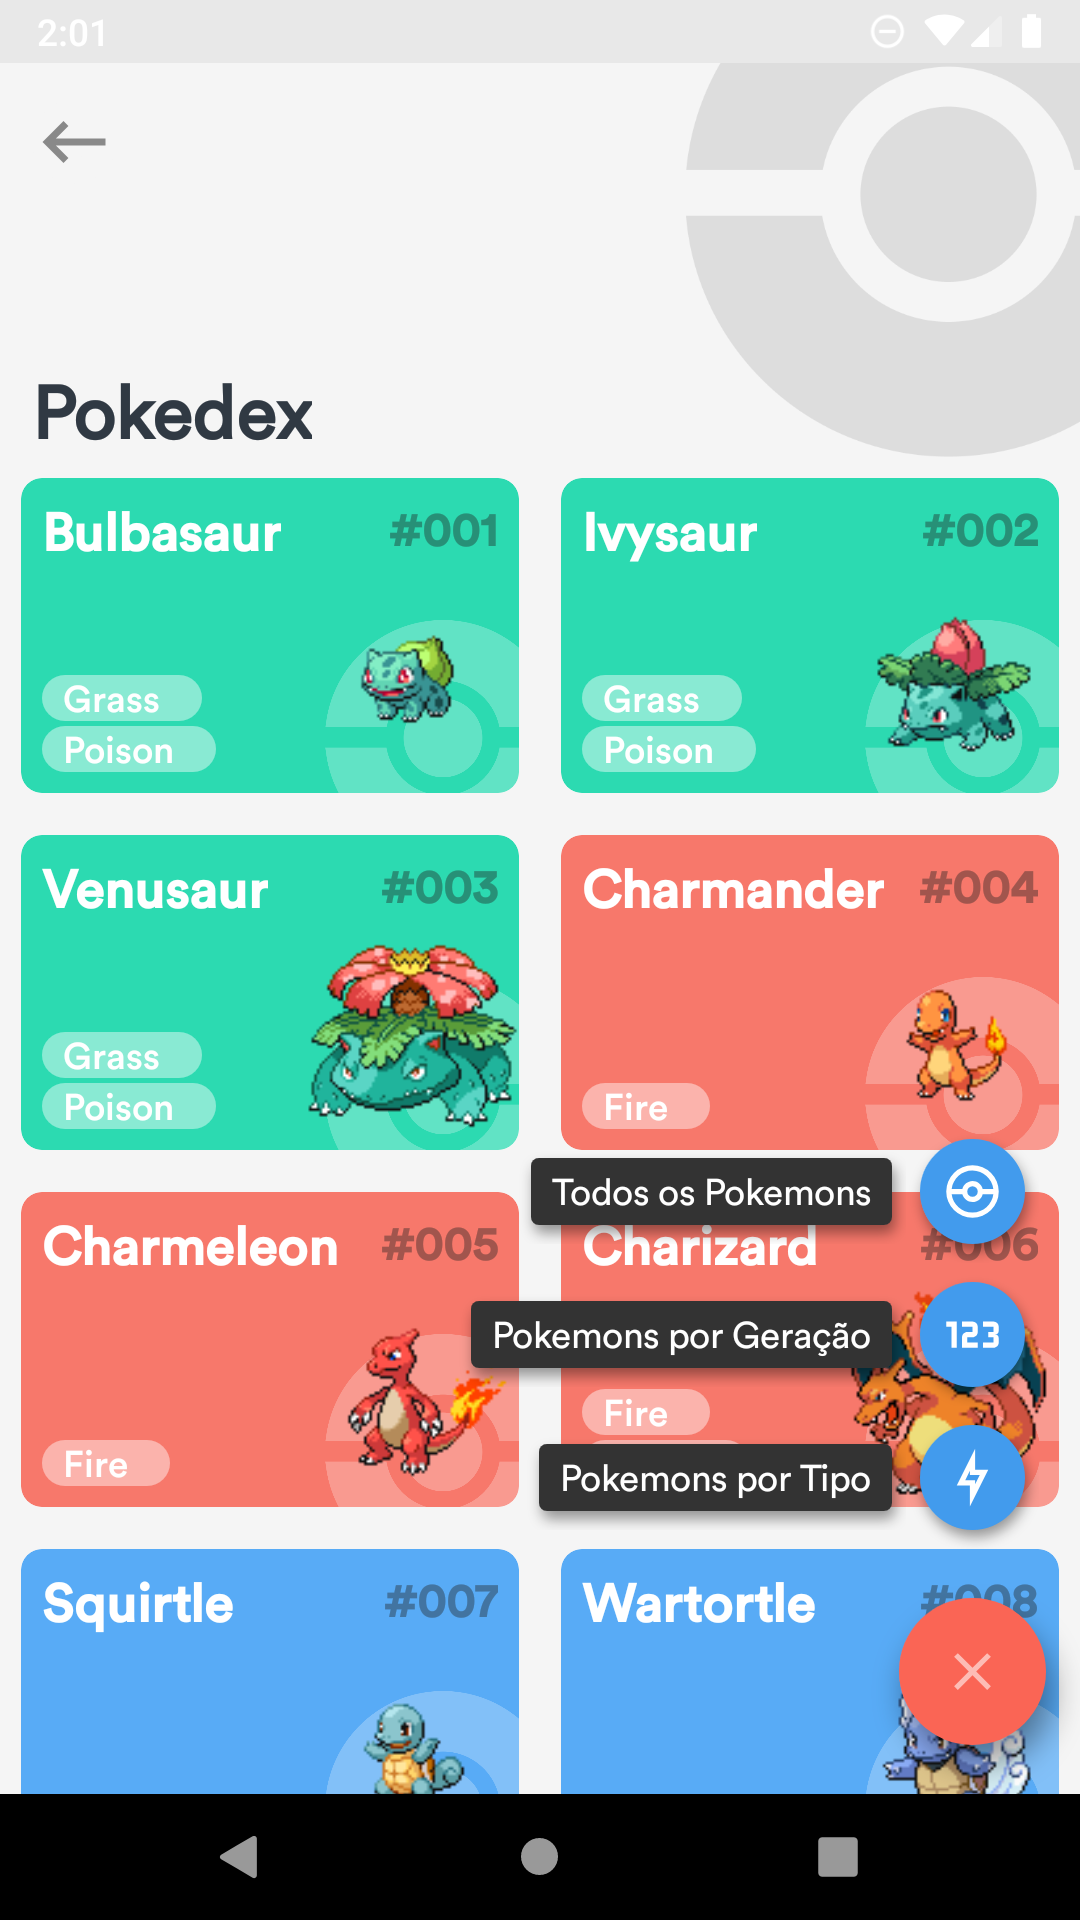 2:01
Pokedex
Bulbasaur #001
Grass
Poison
Ivysaur #002
Grass
Poison
Venusaur #003
Grass
Poison
Charmander #004
Fire
Charmeleon #005
Fire
Charizard #006
Fire
Todos os Pokemons
Pokemons por Geração
123
Pokemons por Tipo
Squirtle #007
Wartortle #008